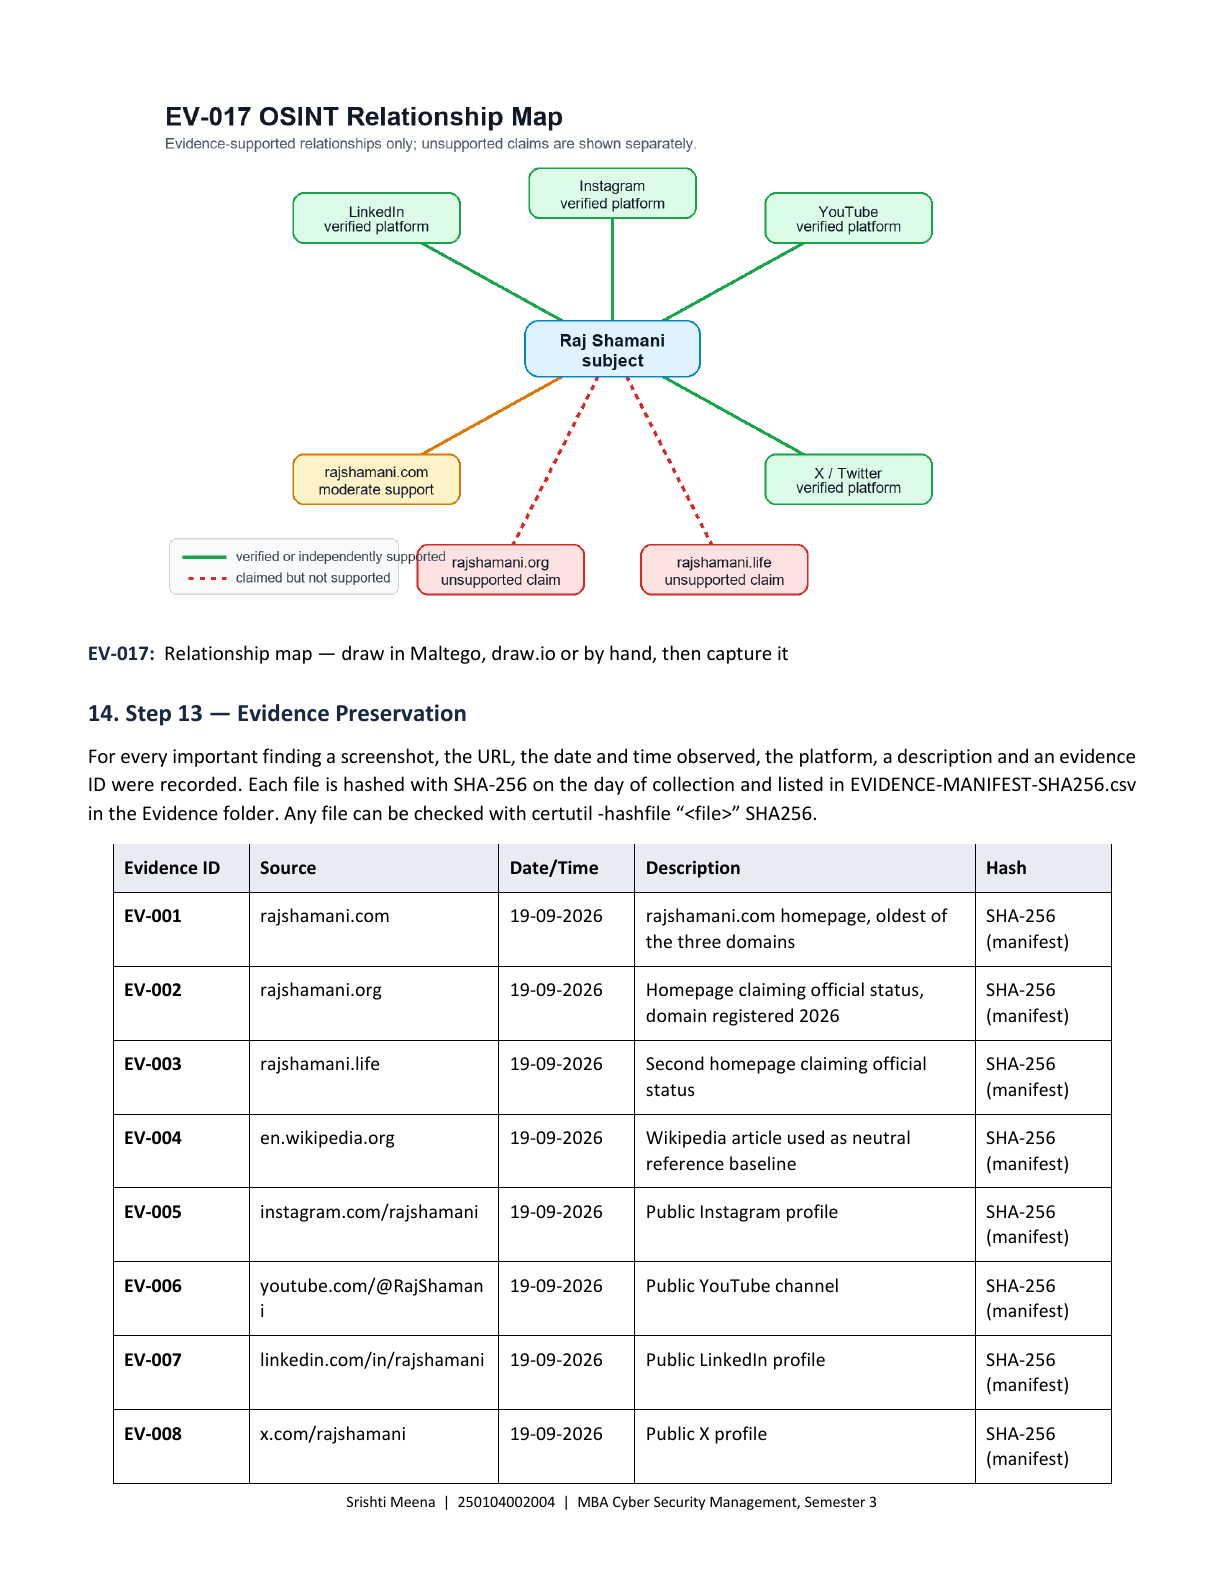 EV-017 OSINT Relationship Map
Evidence-supported relationships only; unsupported claims are shown separately.
Instagram
verified platform
LinkedIn
verified platform
YouTube
verified platform
Raj Shamani
subject
rajshamani.com
moderate support
X / Twitter
verified platform
verified or independently supported
claimed but not supported
rajshamani.org
unsupported claim
rajshamani.life
unsupported claim
EV-017: Relationship map — draw in Maltego, draw.io or by hand, then capture it
14. Step 13 — Evidence Preservation
For every important finding a screenshot, the URL, the date and time observed, the platform, a description and an evidence
ID were recorded. Each file is hashed with SHA-256 on the day of collection and listed in EVIDENCE-MANIFEST-SHA256.csv
in the Evidence folder. Any file can be checked with certutil -hashfile “<file>” SHA256.
Evidence ID Source Date/Time Description Hash
EV-001 rajshamani.com 19-09-2026 rajshamani.com homepage, oldest of SHA-256
the three domains (manifest)
EV-002 rajshamani.org 19-09-2026 Homepage claiming official status, SHA-256
domain registered 2026 (manifest)
EV-003 rajshamani.life 19-09-2026 Second homepage claiming official SHA-256
status (manifest)
EV-004 en.wikipedia.org 19-09-2026 Wikipedia article used as neutral SHA-256
reference baseline (manifest)
EV-005 instagram.com/rajshamani 19-09-2026 Public Instagram profile SHA-256
(manifest)
EV-006 youtube.com/@RajShaman 19-09-2026 Public YouTube channel SHA-256
i (manifest)
EV-007 linkedin.com/in/rajshamani 19-09-2026 Public LinkedIn profile SHA-256
(manifest)
EV-008 x.com/rajshamani 19-09-2026 Public X profile SHA-256
(manifest)
Srishti Meena | 250104002004 | MBA Cyber Security Management, Semester 3